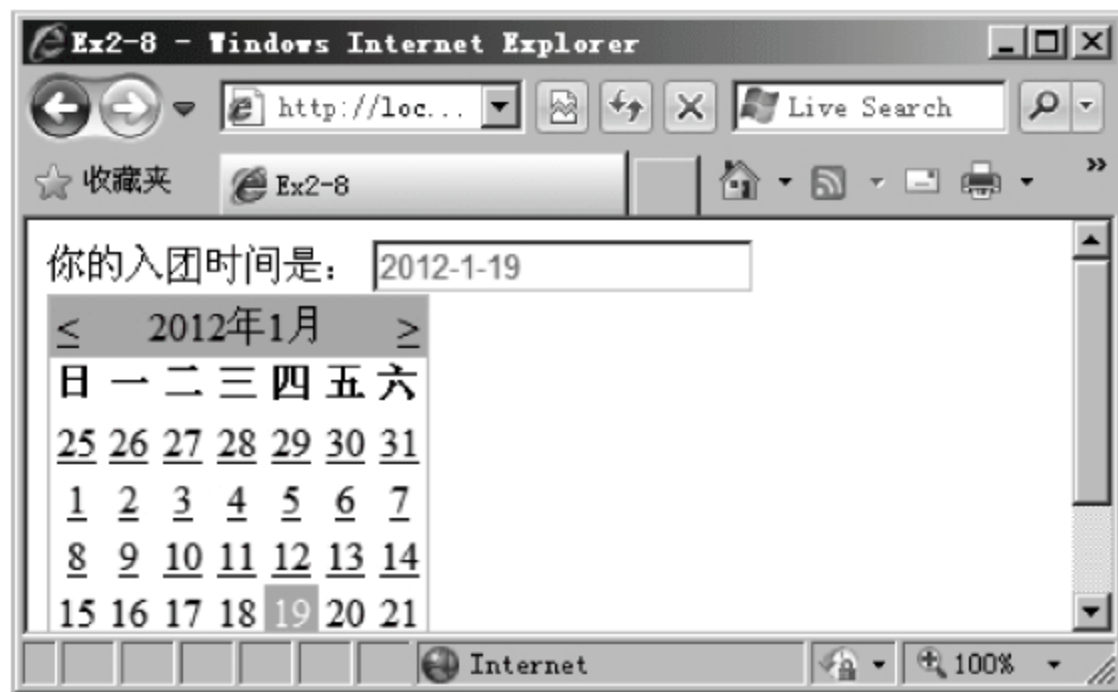 Ex2-8 - Windows Internet Explorer
http://loc... Live Search
收藏夹 Ex2-8 »
你的入团时间是： 2012-1-19
< 2012年1月 >
日 一 二 三 四 五 六
25 26 27 28 29 30 31
1 2 3 4 5 6 7
8 9 10 11 12 13 14
15 16 17 18 19 20 21
Internet 100%